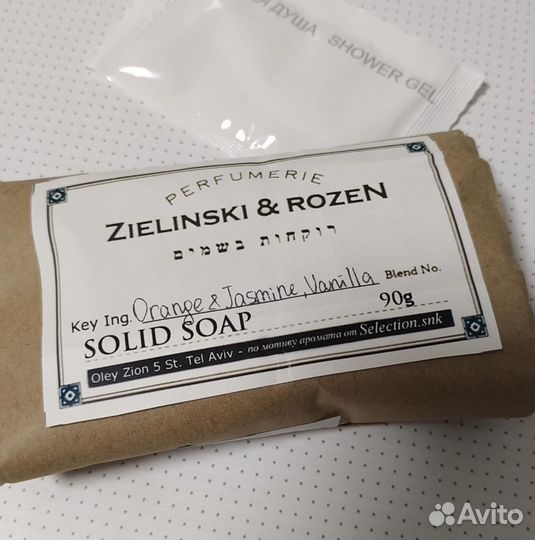 ДУША SHOWER GEL
PERFUMERIE
ZIELINSKI & ROZEN
רוקחות בשמים
Key Ing. Orange & Jasmine, Vanilla Blend No.
SOLID SOAP 90g
Oley Zion 5 St. Tel Aviv - по мотиву аромата от Selection.snk
Avito